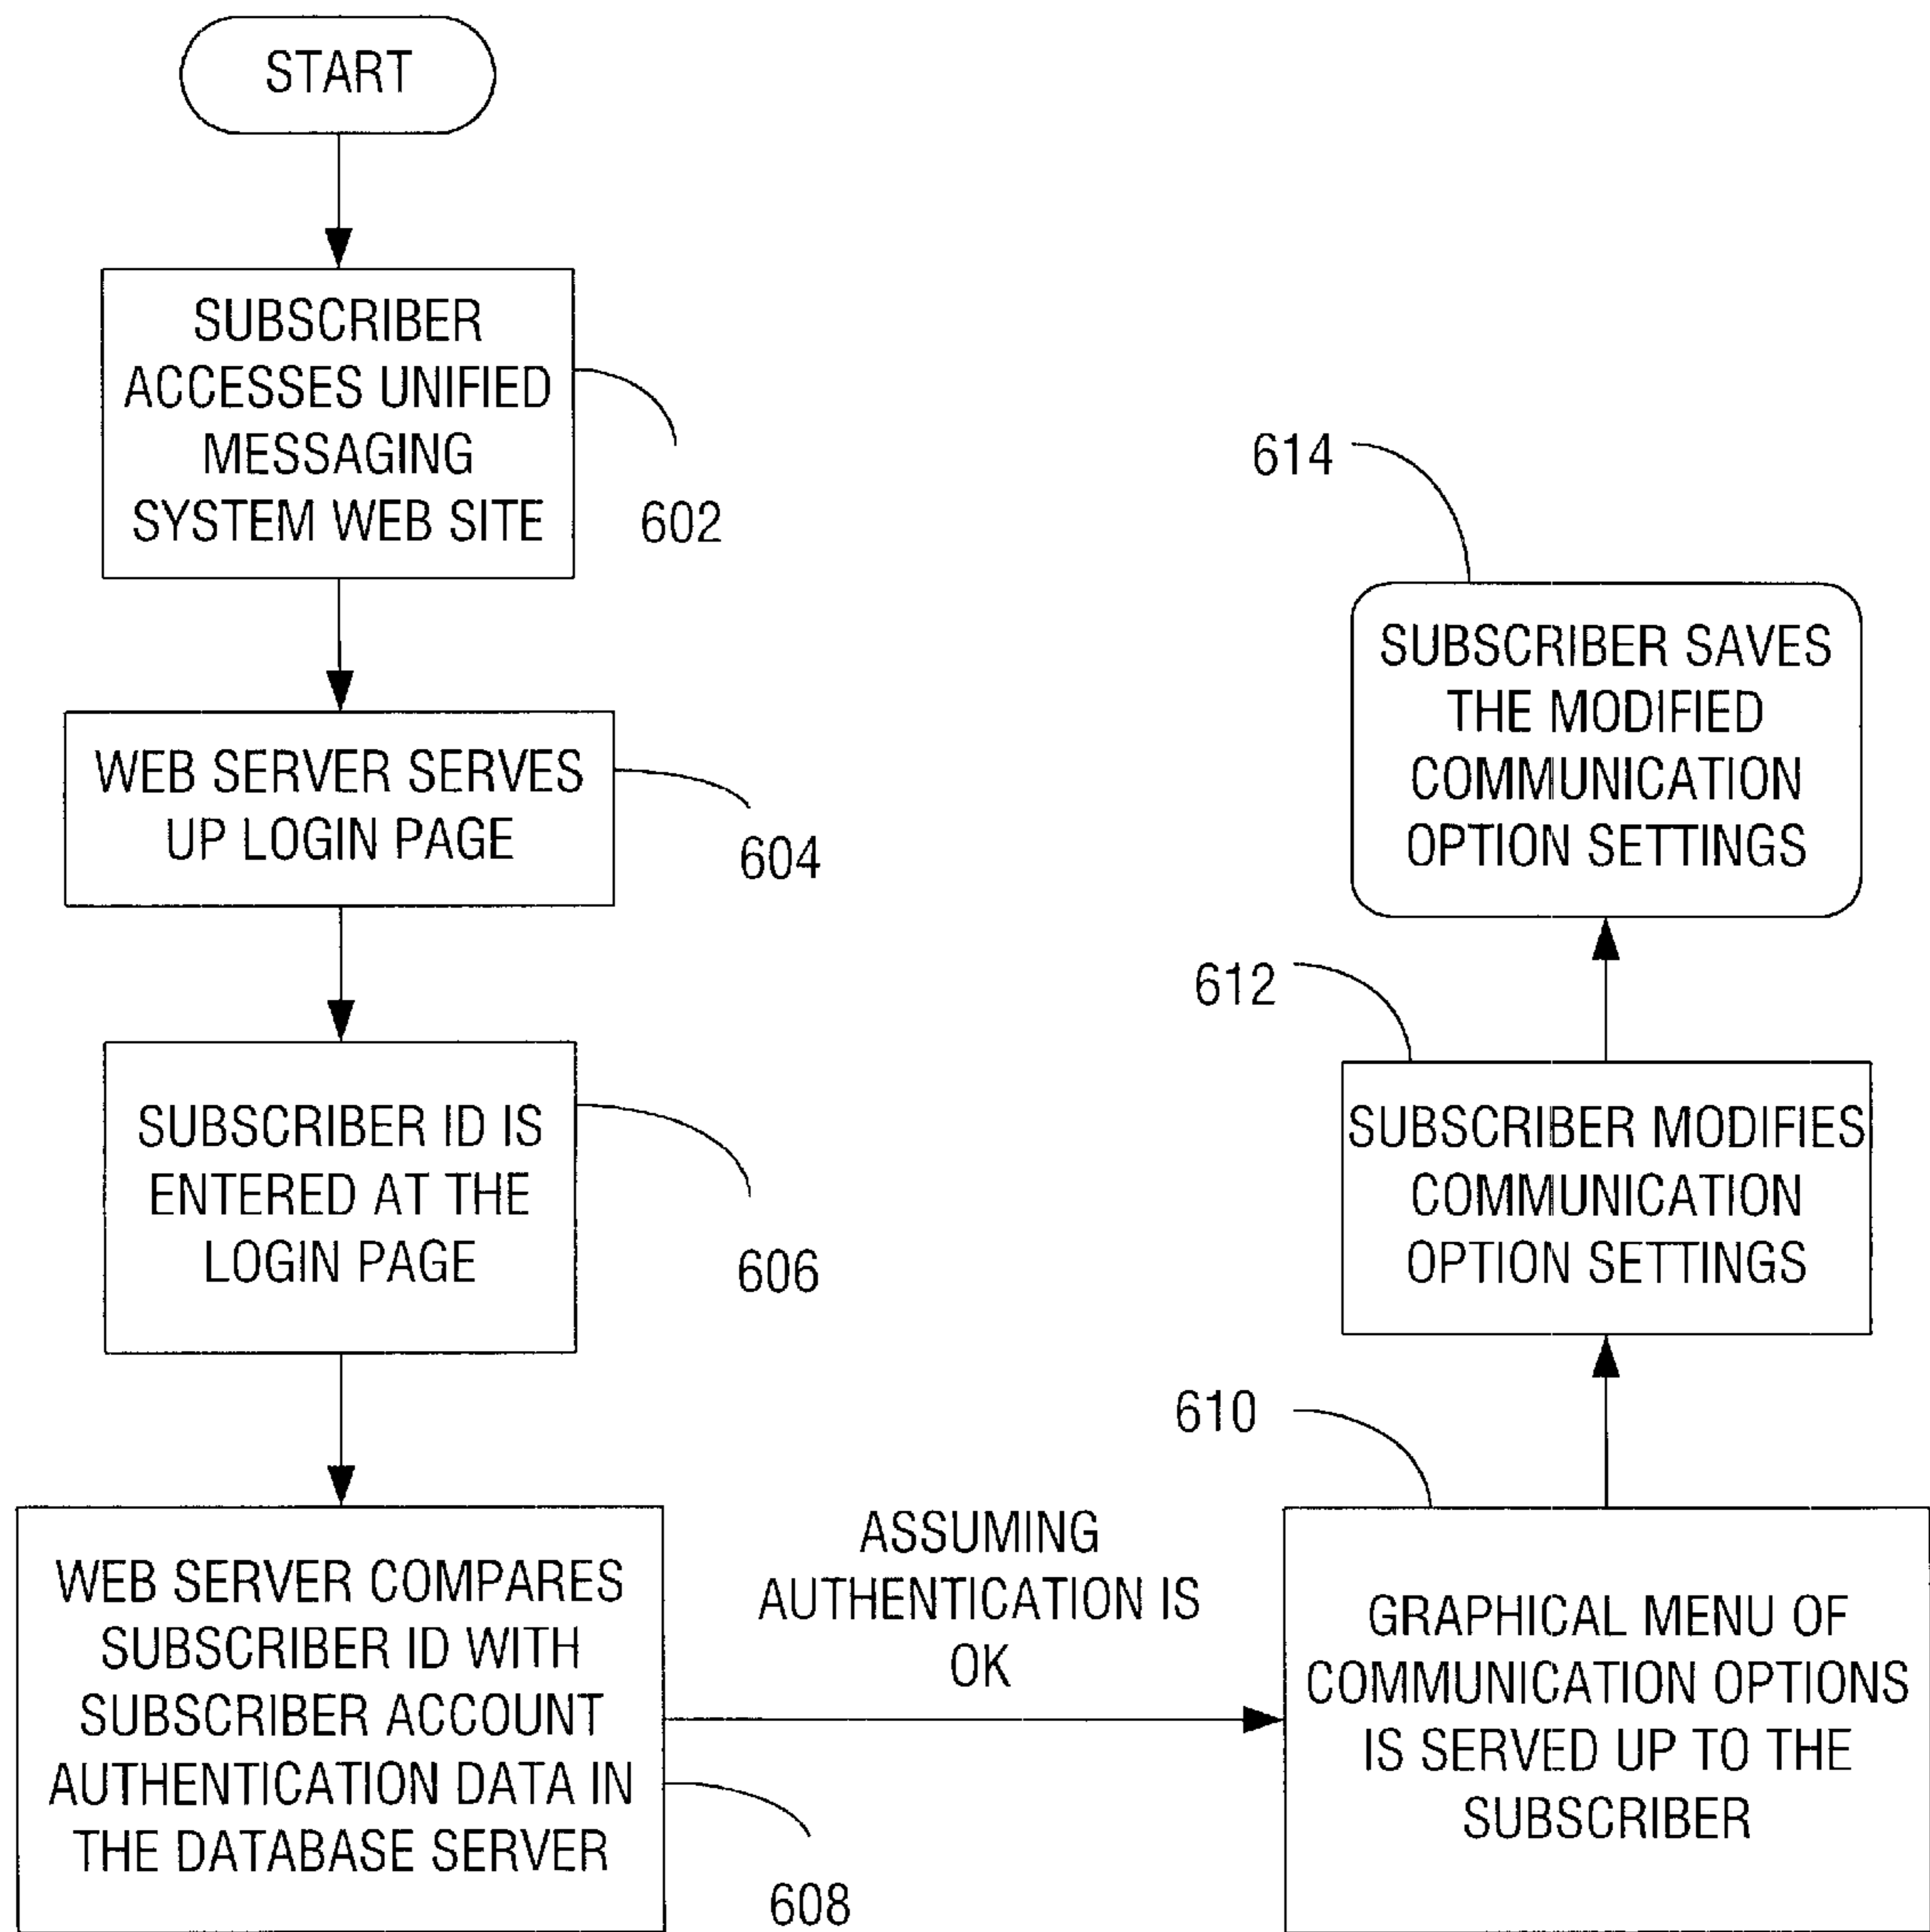 START
SUBSCRIBER
ACCESSES UNIFIED
MESSAGING
SYSTEM WEB SITE
602
WEB SERVER SERVES
UP LOGIN PAGE
604
SUBSCRIBER ID IS
ENTERED AT THE
LOGIN PAGE
606
WEB SERVER COMPARES
SUBSCRIBER ID WITH
SUBSCRIBER ACCOUNT
AUTHENTICATION DATA IN
THE DATABASE SERVER
608
ASSUMING
AUTHENTICATION IS
OK
610
GRAPHICAL MENU OF
COMMUNICATION OPTIONS
IS SERVED UP TO THE
SUBSCRIBER
612
SUBSCRIBER MODIFIES
COMMUNICATION
OPTION SETTINGS
614
SUBSCRIBER SAVES
THE MODIFIED
COMMUNICATION
OPTION SETTINGS